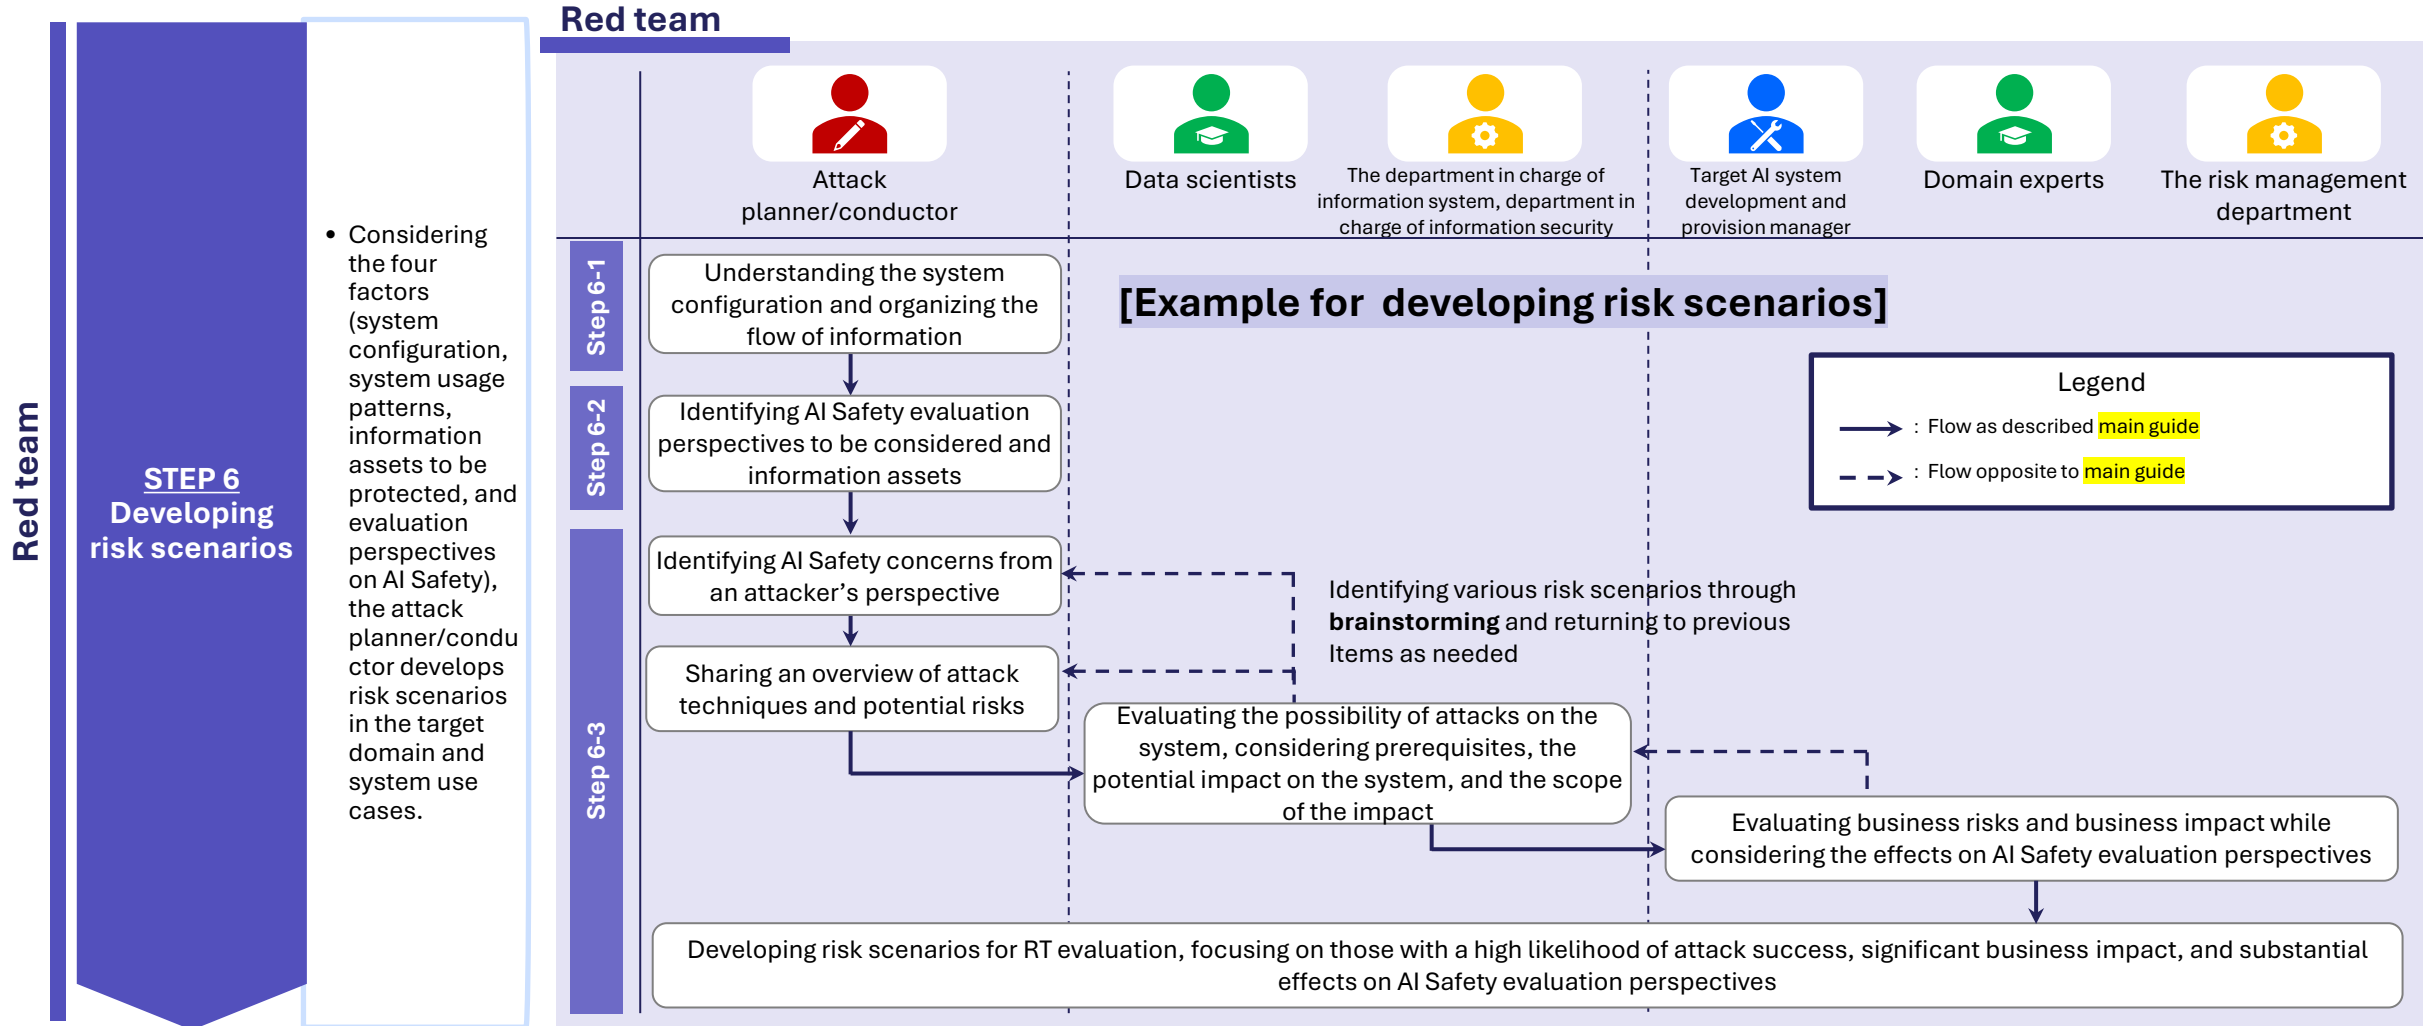 Red team
Red team
STEP 6
Developing
risk scenarios
• Considering
the four
factors
(system
configuration,
system usage
patterns,
information
assets to be
protected, and
evaluation
perspectives
on AI Safety),
the attack
planner/condu
ctor develops
risk scenarios
in the target
domain and
system use
cases.
Attack
planner/conductor
Data scientists
The department in charge of
information system, department in
charge of information security
Target AI system
development and
provision manager
Domain experts
The risk management
department
Step 6-1
Understanding the system
configuration and organizing the
flow of information
[Example for  developing risk scenarios]
Legend
: Flow as described main guide
: Flow opposite to main guide
Step 6-2
Identifying AI Safety evaluation
perspectives to be considered and
information assets
Step 6-3
Identifying AI Safety concerns from
an attacker’s perspective
Identifying various risk scenarios through
brainstorming and returning to previous
Items as needed
Sharing an overview of attack
techniques and potential risks
Evaluating the possibility of attacks on the
system, considering prerequisites, the
potential impact on the system, and the scope
of the impact
Evaluating business risks and business impact while
considering the effects on AI Safety evaluation perspectives
Developing risk scenarios for RT evaluation, focusing on those with a high likelihood of attack success, significant business impact, and substantial
effects on AI Safety evaluation perspectives